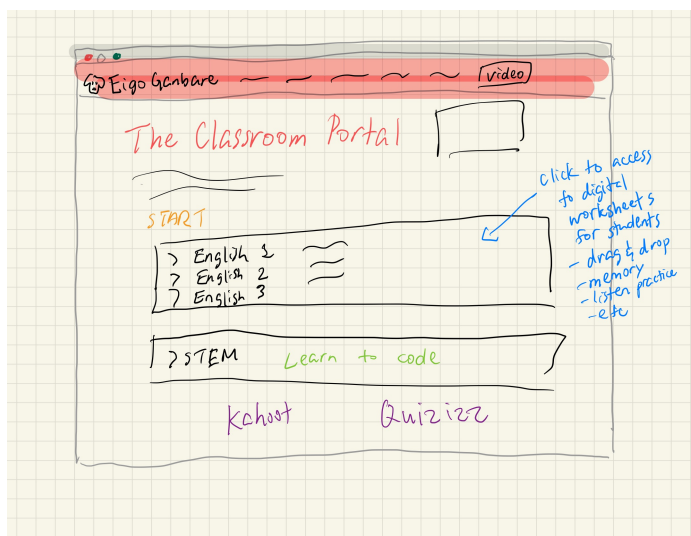 Eigo Ganbare
video
The Classroom Portal
START
> English 1
> English 2
> English 3
click to access
to digital
worksheets
for students
- drag & drop
- memory
- listen practice
- etc
> STEM Learn to code
Kahoot Quizizz